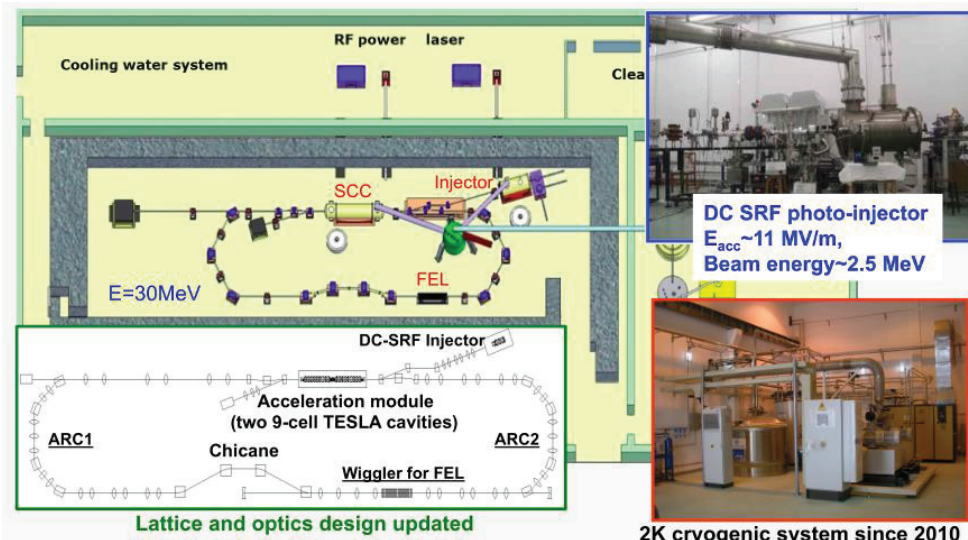 RF power
laser
Cooling water system
Clea
SCC
Injector
FEL
E=30MeV
DC SRF photo-injector
E_acc~11 MV/m,
Beam energy~2.5 MeV
DC-SRF Injector
Acceleration module
(two 9-cell TESLA cavities)
ARC1
ARC2
Chicane
Wiggler for FEL
Lattice and optics design updated
2K cryogenic system since 2010